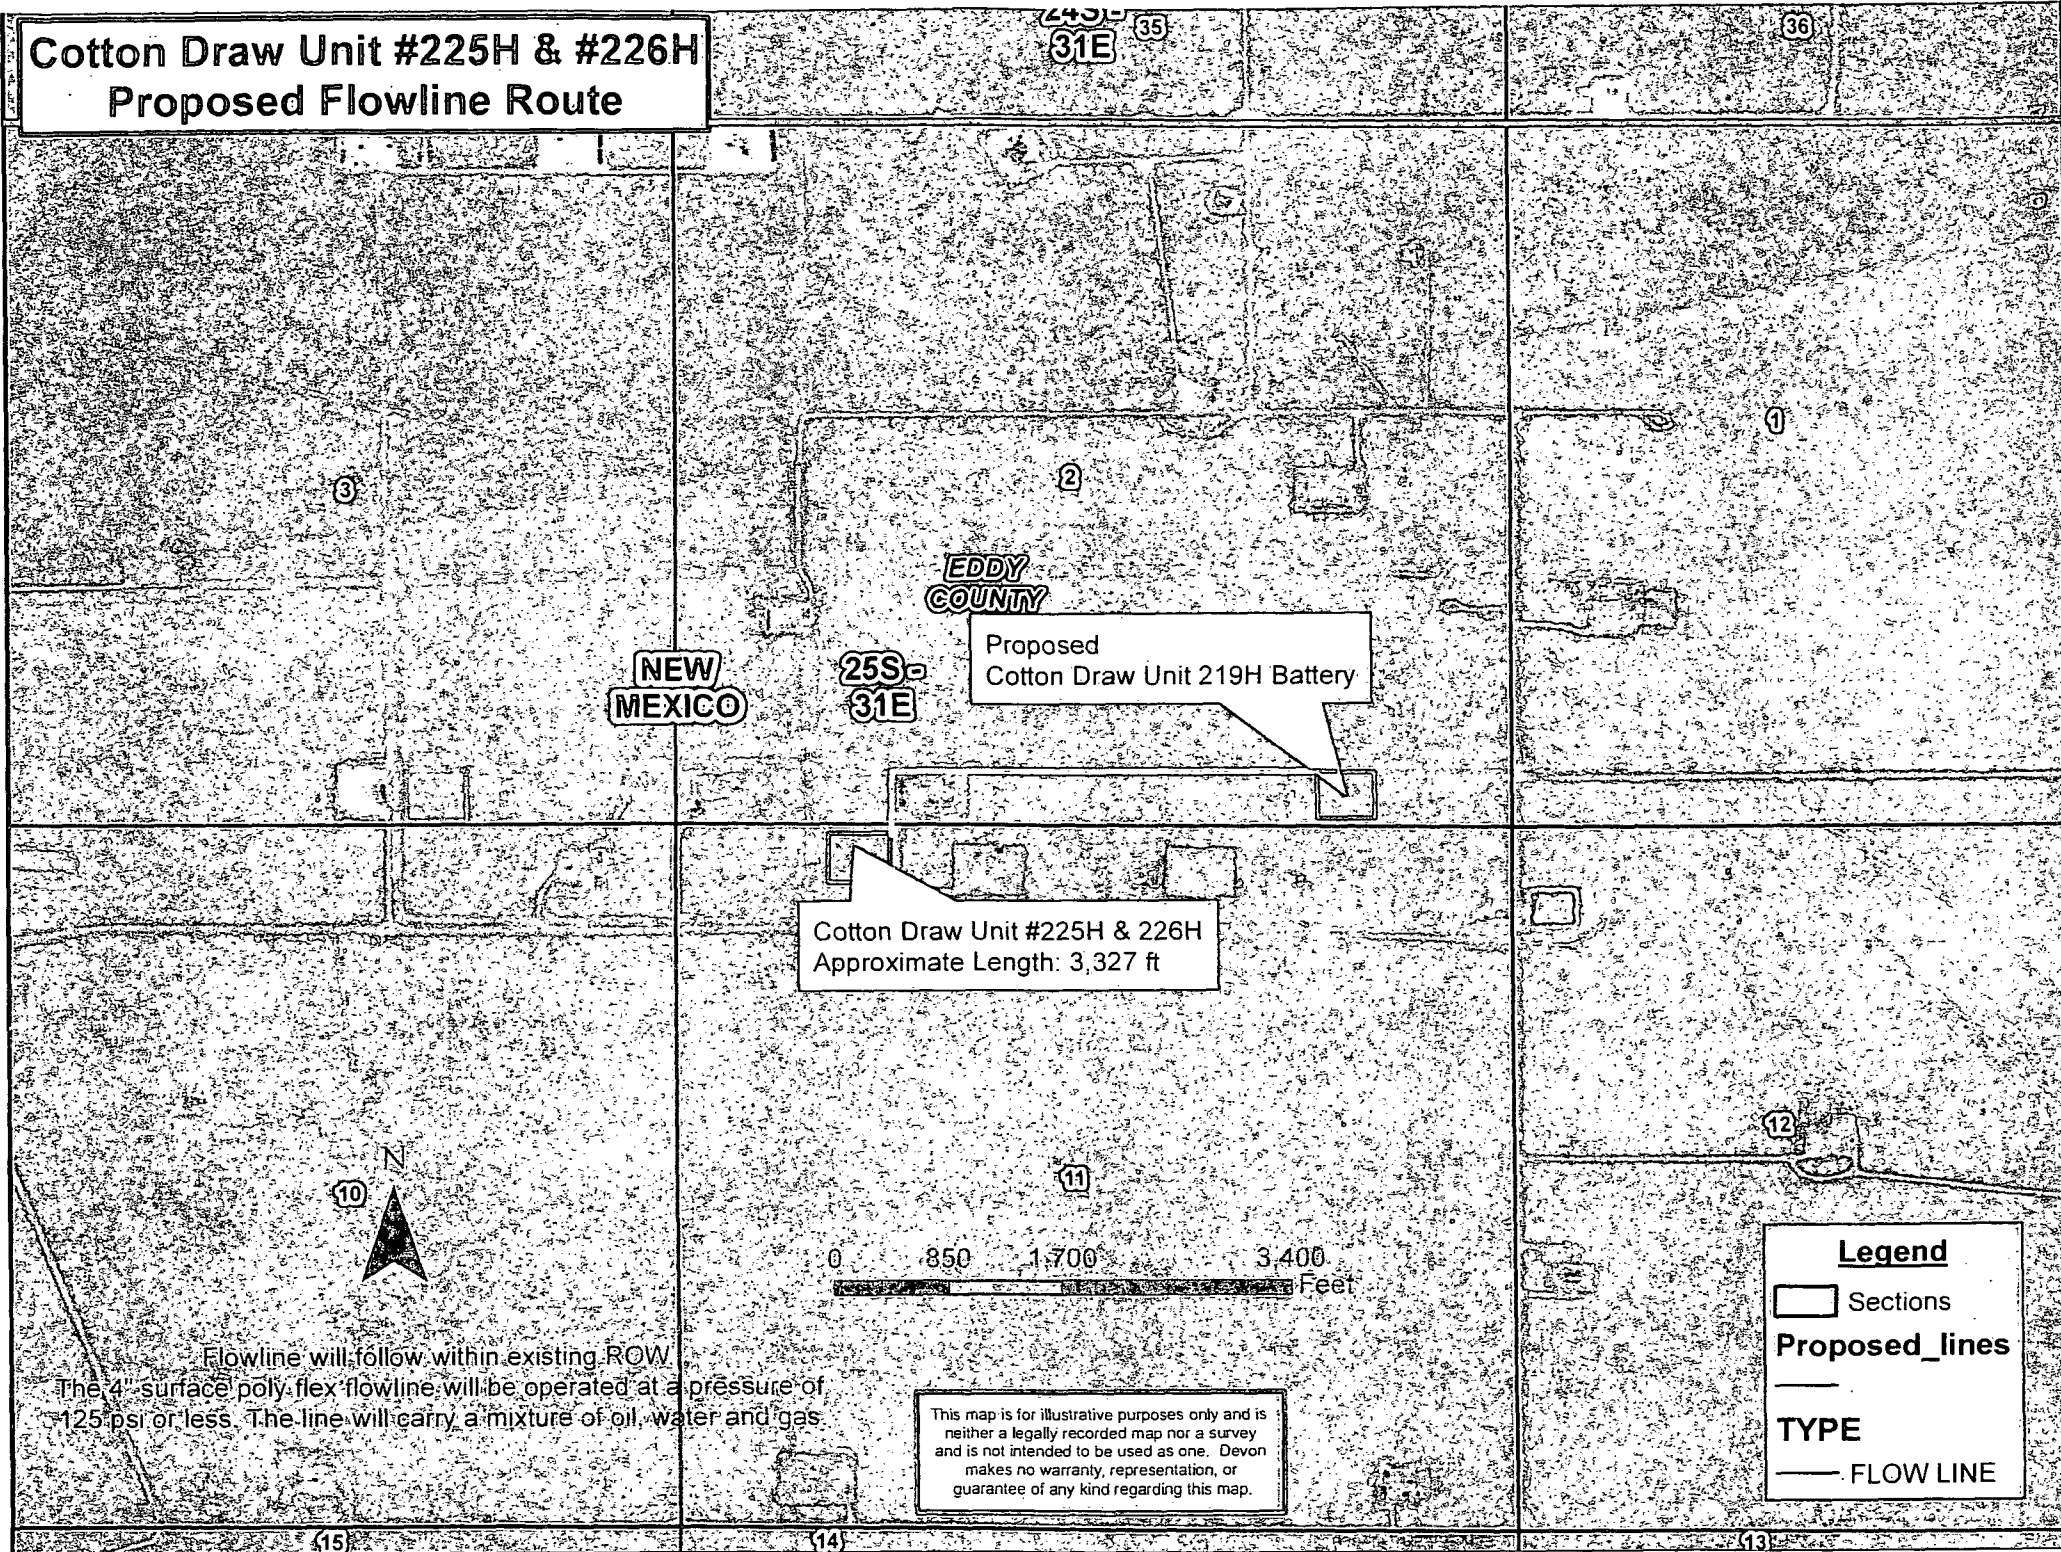 Cotton Draw Unit #225H & #226H
Proposed Flowline Route
24S-
31E
35
36
1
2
3
EDDY
COUNTY
Proposed
Cotton Draw Unit 219H Battery
NEW
MEXICO
25S-
31E
Cotton Draw Unit #225H & 226H
Approximate Length: 3,327 ft
12
11
10
N
0 850 1,700 3,400
Feet
Legend
Sections
Proposed_lines
TYPE
FLOW LINE
Flowline will follow within existing ROW.
The 4" surface poly flex flowline will be operated at a pressure of
125 psi or less. The line will carry a mixture of oil, water and gas.
This map is for illustrative purposes only and is
neither a legally recorded map nor a survey
and is not intended to be used as one. Devon
makes no warranty, representation, or
guarantee of any kind regarding this map.
15
14
13